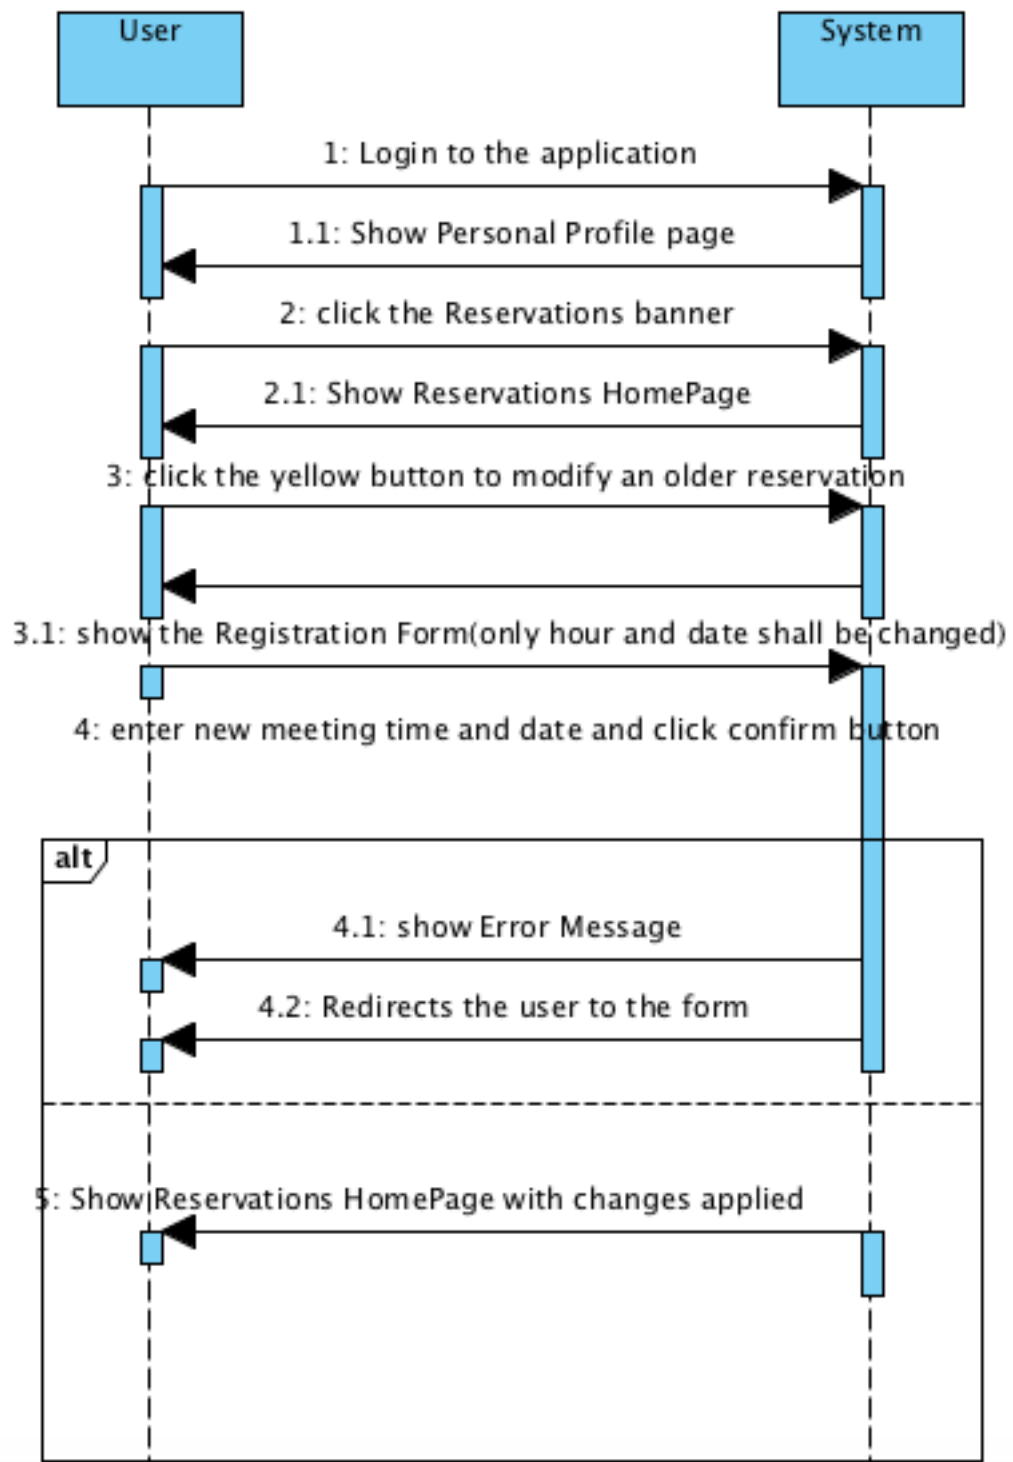 User
System
1: Login to the application
1.1: Show Personal Profile page
2: click the Reservations banner
2.1: Show Reservations HomePage
3: click the yellow button to modify an older reservation
3.1: show the Registration Form(only hour and date shall be changed)
4: enter new meeting time and date and click confirm button
alt
4.1: show Error Message
4.2: Redirects the user to the form
5: Show Reservations HomePage with changes applied